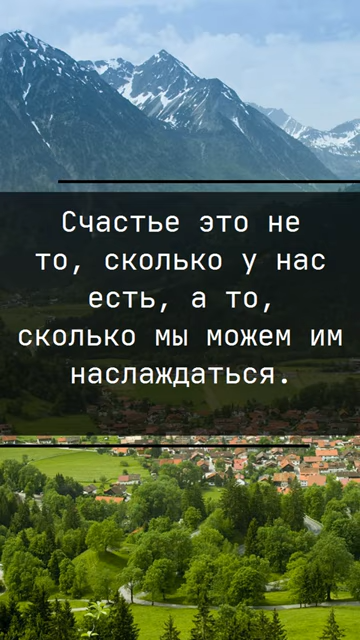 Счастье это не
то, сколько у нас
есть, а то,
сколько мы можем им
наслаждаться.